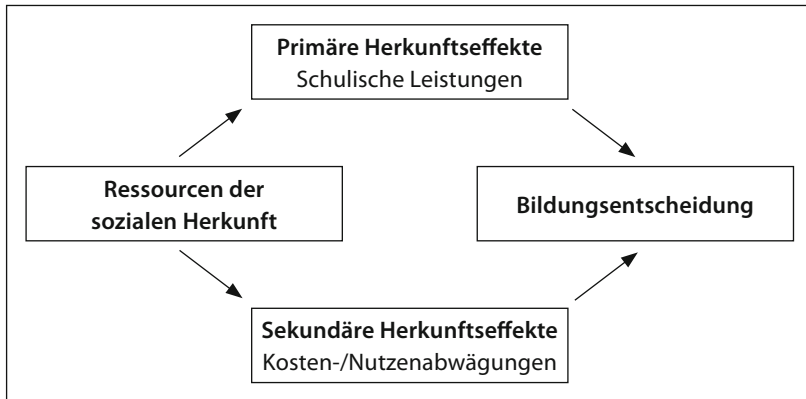 Primäre Herkunftseffekte
Schulische Leistungen
Ressourcen der
sozialen Herkunft
Bildungsentscheidung
Sekundäre Herkunftseffekte
Kosten-/Nutzenabwägungen